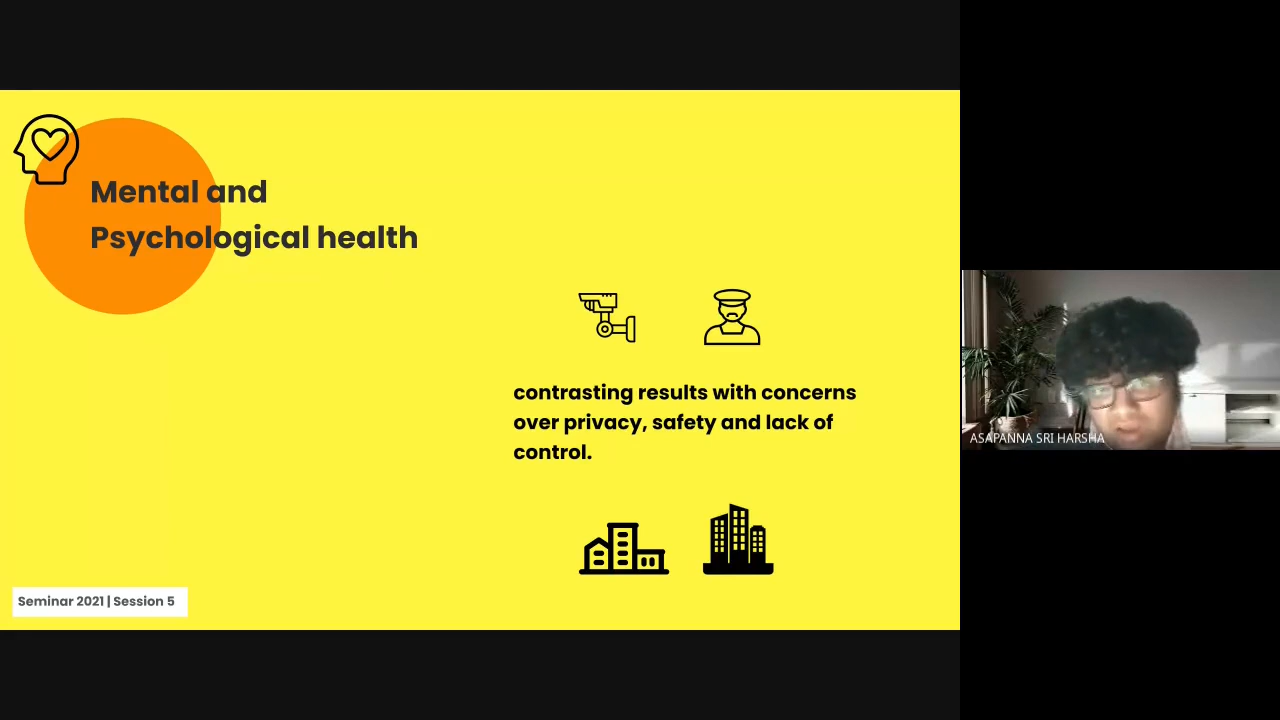 Mental and
Psychological health
contrasting results with concerns
over privacy, safety and lack of
control.
Seminar 2021 | Session 5
ASAPANNA SRI HARSHA